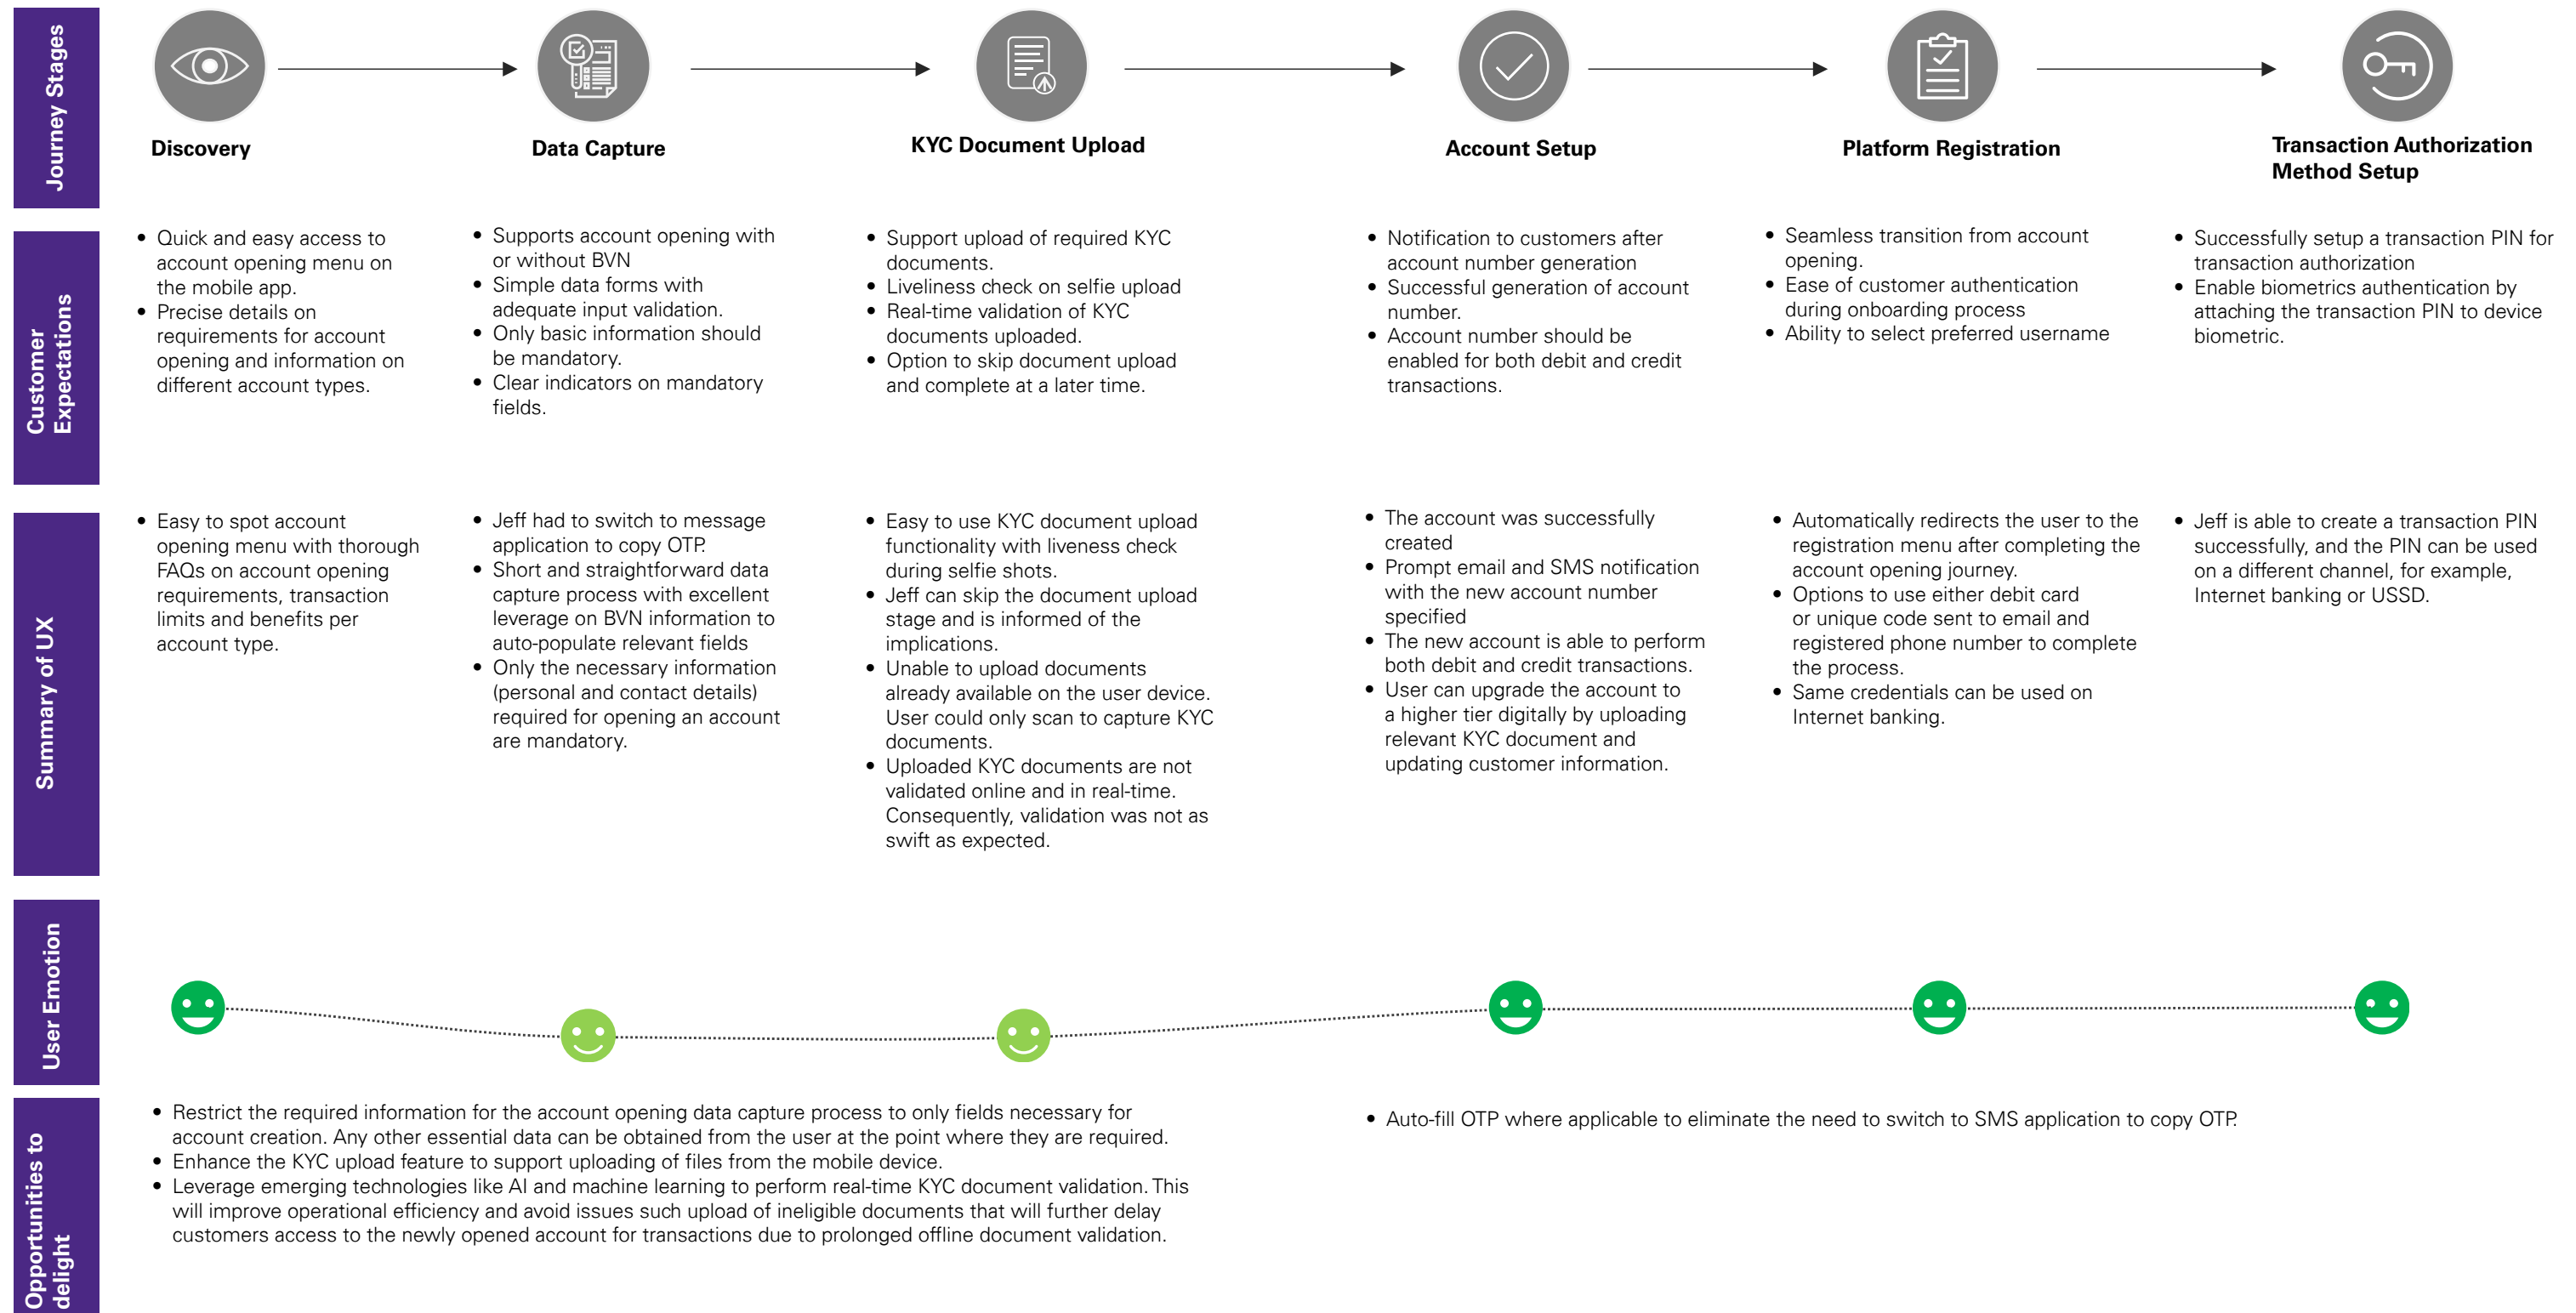 Journey Stages
Discovery
Data Capture
KYC Document Upload
Account Setup
Platform Registration
Transaction Authorization
Method Setup
Customer
Expectations
• Quick and easy access to
account opening menu on
the mobile app.
• Precise details on
requirements for account
opening and information on
different account types.
• Supports account opening with
or without BVN
• Simple data forms with
adequate input validation.
• Only basic information should
be mandatory.
• Clear indicators on mandatory
fields.
• Support upload of required KYC
documents.
• Liveliness check on selfie upload
• Real-time validation of KYC
documents uploaded.
• Option to skip document upload
and complete at a later time.
• Notification to customers after
account number generation
• Successful generation of account
number.
• Account number should be
enabled for both debit and credit
transactions.
• Seamless transition from account
opening.
• Ease of customer authentication
during onboarding process
• Ability to select preferred username
• Successfully setup a transaction PIN for
transaction authorization
• Enable biometrics authentication by
attaching the transaction PIN to device
biometric.
Summary of UX
• Easy to spot account
opening menu with thorough
FAQs on account opening
requirements, transaction
limits and benefits per
account type.
• Jeff had to switch to message
application to copy OTP.
• Short and straightforward data
capture process with excellent
leverage on BVN information to
auto-populate relevant fields
• Only the necessary information
(personal and contact details)
required for opening an account
are mandatory.
• Easy to use KYC document upload
functionality with liveness check
during selfie shots.
• Jeff can skip the document upload
stage and is informed of the
implications.
• Unable to upload documents
already available on the user device.
User could only scan to capture KYC
documents.
• Uploaded KYC documents are not
validated online and in real-time.
Consequently, validation was not as
swift as expected.
• The account was successfully
created
• Prompt email and SMS notification
with the new account number
specified
• The new account is able to perform
both debit and credit transactions.
• User can upgrade the account to
a higher tier digitally by uploading
relevant KYC document and
updating customer information.
• Automatically redirects the user to the
registration menu after completing the
account opening journey.
• Options to use either debit card
or unique code sent to email and
registered phone number to complete
the process.
• Same credentials can be used on
Internet banking.
• Jeff is able to create a transaction PIN
successfully, and the PIN can be used
on a different channel, for example,
Internet banking or USSD.
User Emotion
Opportunities to
delight
• Restrict the required information for the account opening data capture process to only fields necessary for
account creation. Any other essential data can be obtained from the user at the point where they are required.
• Enhance the KYC upload feature to support uploading of files from the mobile device.
• Leverage emerging technologies like AI and machine learning to perform real-time KYC document validation. This
will improve operational efficiency and avoid issues such upload of ineligible documents that will further delay
customers access to the newly opened account for transactions due to prolonged offline document validation.
• Auto-fill OTP where applicable to eliminate the need to switch to SMS application to copy OTP.